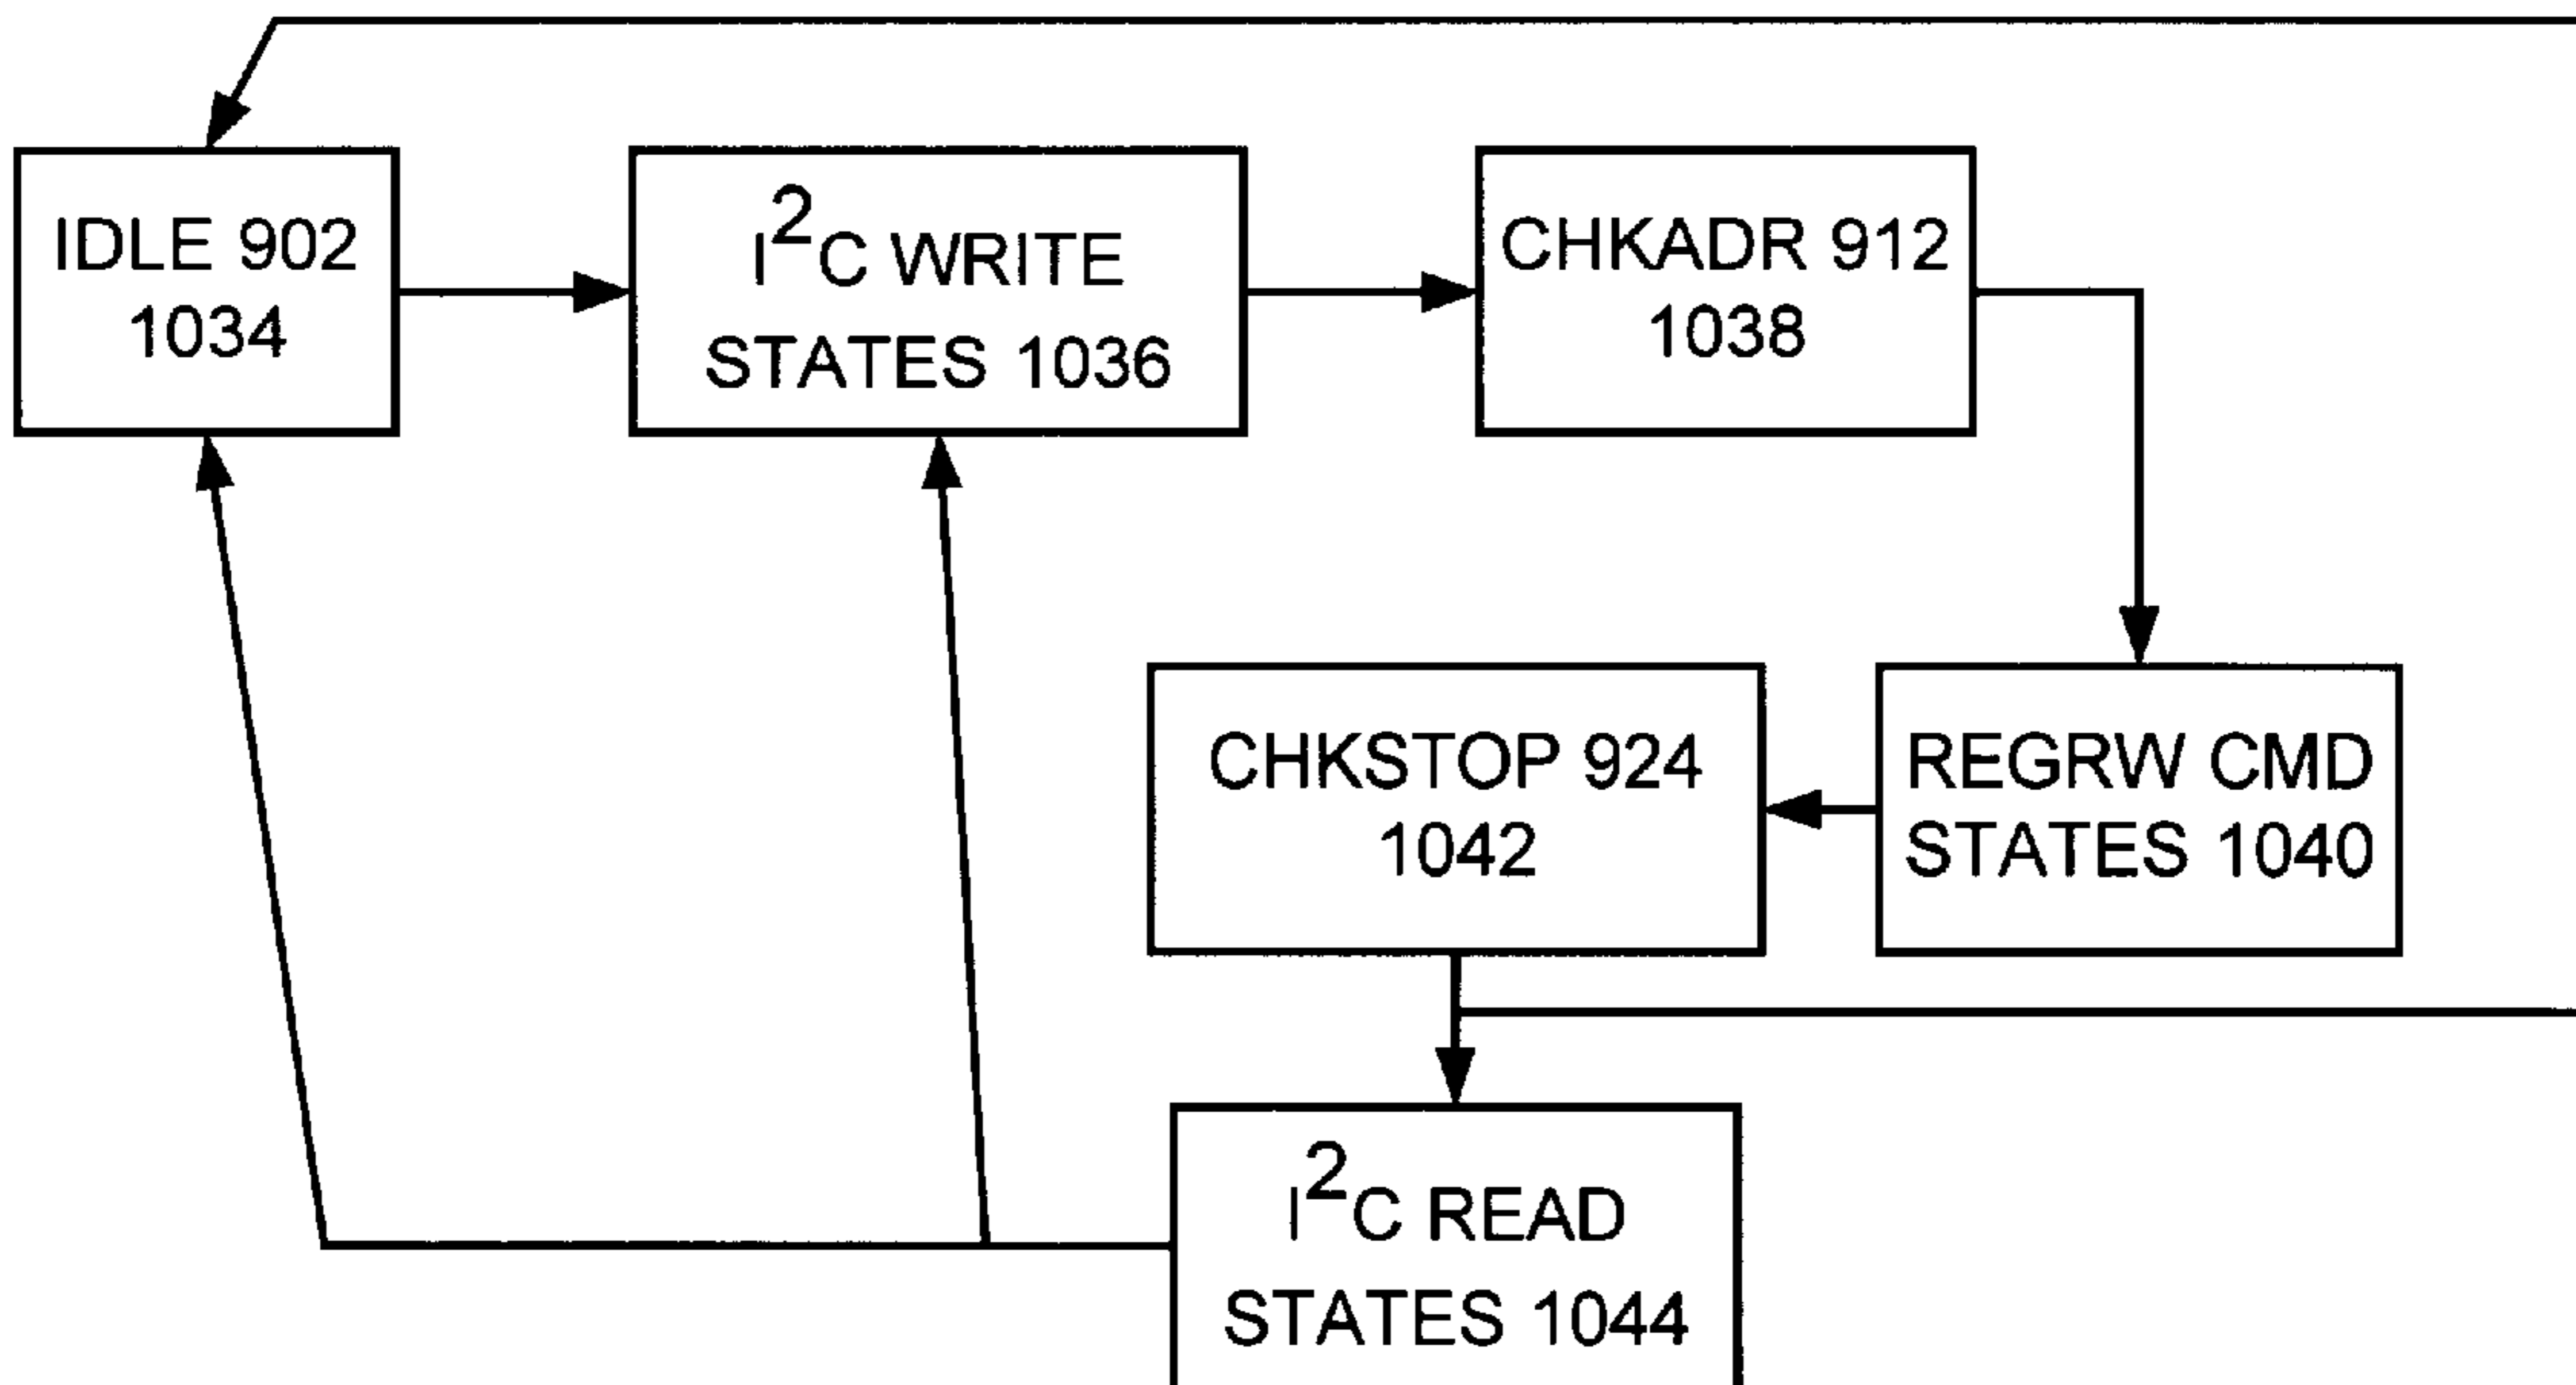 IDLE 902
1034
I²C WRITE
STATES 1036
CHKADR 912
1038
CHKSTOP 924
1042
REGRW CMD
STATES 1040
I²C READ
STATES 1044